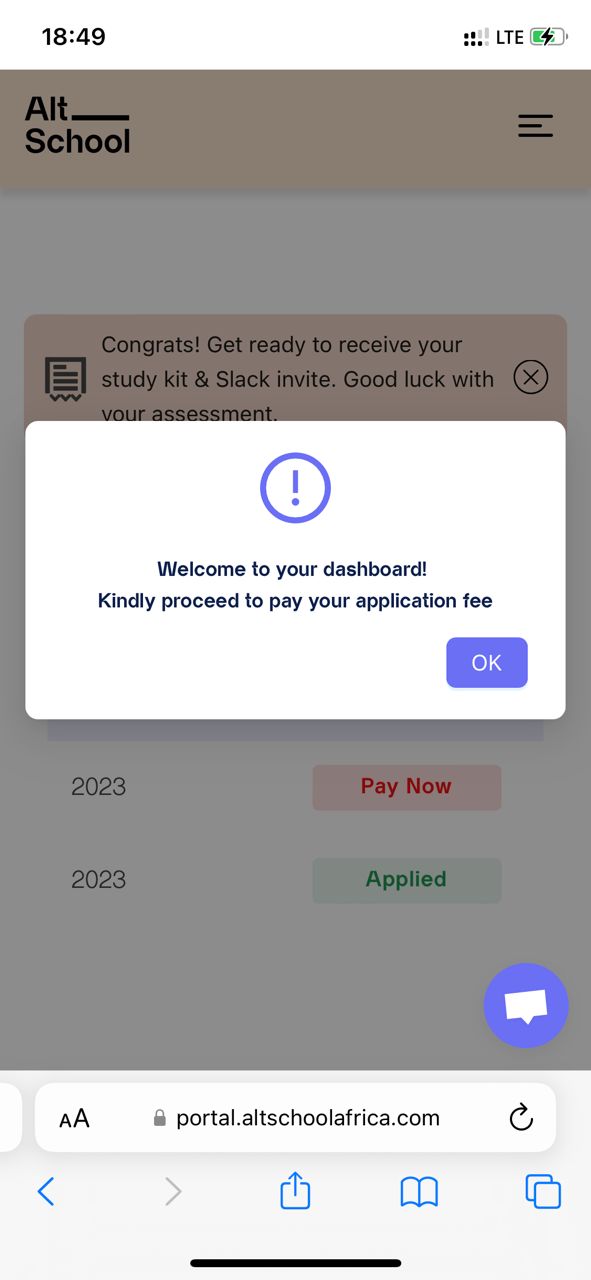 18:49
LTE
Alt
School
Congrats! Get ready to receive your
study kit & Slack invite. Good luck with
your assessment.
Welcome to your dashboard!
Kindly proceed to pay your application fee
OK
2023 Pay Now
2023 Applied
AA portal.altschoolafrica.com